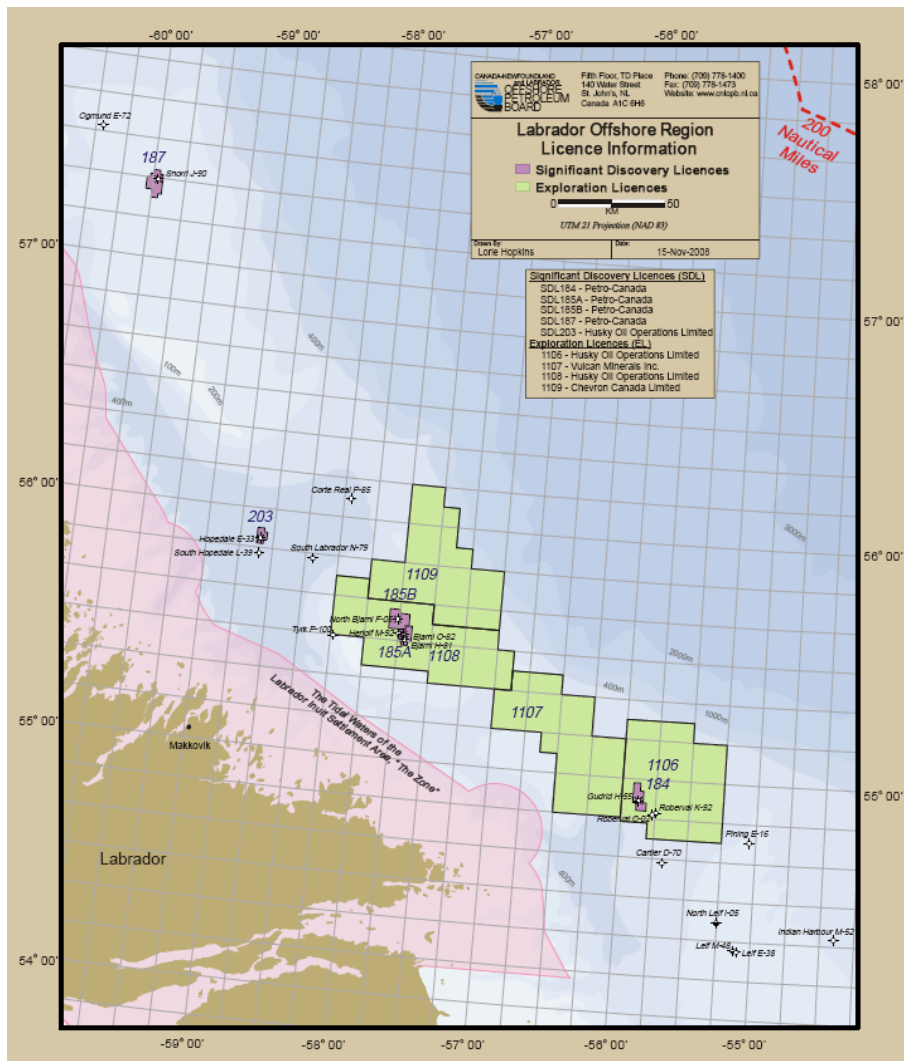 -60° 00'
-59° 00'
-58° 00'
-57° 00'
-56° 00'
58° 00'
200
Nautical
Miles
CANADA-NEWFOUNDLAND
and LABRADOR
OFFSHORE
PETROLEUM
BOARD
Fifth Floor, TD Place
140 Water Street
St. John's, NL
Canada A1C 6H6
Phone: (709) 778-1400
Fax: (709) 778-1473
Website: www.cnlopb.nl.ca
Labrador Offshore Region
Licence Information
Significant Discovery Licences
Exploration Licences
0 50
KM
UTM 21 Projection (NAD 83)
Drawn By:
Lorie Hopkins
Date:
15-Nov-2008
Significant Discovery Licences (SDL)
SDL184 - Petro-Canada
SDL185A - Petro-Canada
SDL185B - Petro-Canada
SDL187 - Petro-Canada
SDL203 - Husky Oil Operations Limited
Exploration Licences (EL)
1106 - Husky Oil Operations Limited
1107 - Vulcan Minerals Inc.
1108 - Husky Oil Operations Limited
1109 - Chevron Canada Limited
Ogmund E-72
187
Snorri J-90
57° 00'
57° 00'
400m
100m
200m
400m
3000m
56° 00'
56° 00'
Corte Real P-85
203
Hopedale E-33
South Hopedale L-39
South Labrador N-79
1109
185B
North Bjarni F-06
Tyrk P-100
Herjolf M-92
Bjarni O-82
Bjarni H-81
185A
1108
2000m
400m
1000m
The Tidal Waters of the
Labrador Inuit Settlement Area, "The Zone"
1107
55° 00'
55° 00'
Makkovik
1106
184
Gudrid H-55
Roberval K-92
Roberval C-02
Pining E-16
Cartier D-70
Labrador
400m
North Leif I-05
Indian Harbour M-52
Leif M-48
Leif E-38
54° 00'
-59° 00'
-58° 00'
-57° 00'
-56° 00'
-55° 00'